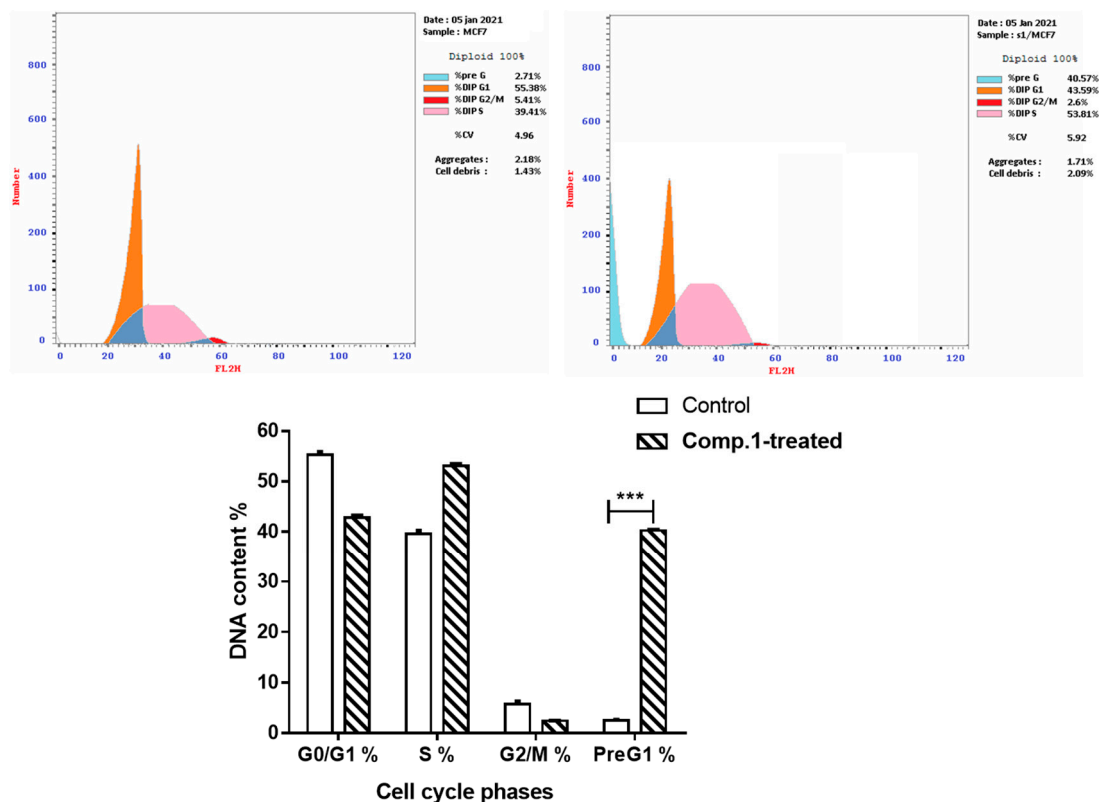 Date : 05 jan 2021
Sample : MCF7
Diploid 100%
%pre G 2.71%
%DIP G1 55.38%
%DIP G2/M 5.41%
%DIP S 39.41%
%CV 4.96
Aggregates : 2.18%
Cell debris : 1.43%
800
600
400
200
100
0
Number
0 20 40 60 80 100 120
FL2H
Date : 05 Jan 2021
Sample : s1/MCF7
Diploid 100%
%pre G 40.57%
%DIP G1 43.59%
%DIP G2/M 2.6%
%DIP S 53.81%
%CV 5.92
Aggregates : 1.71%
Cell debris : 2.09%
800
600
400
200
100
0
Number
0 20 40 60 80 100 120
FL2H
Control
Comp.1-treated
60
50
40
30
20
10
0
DNA content %
***
G0/G1 % S % G2/M % PreG1 %
Cell cycle phases